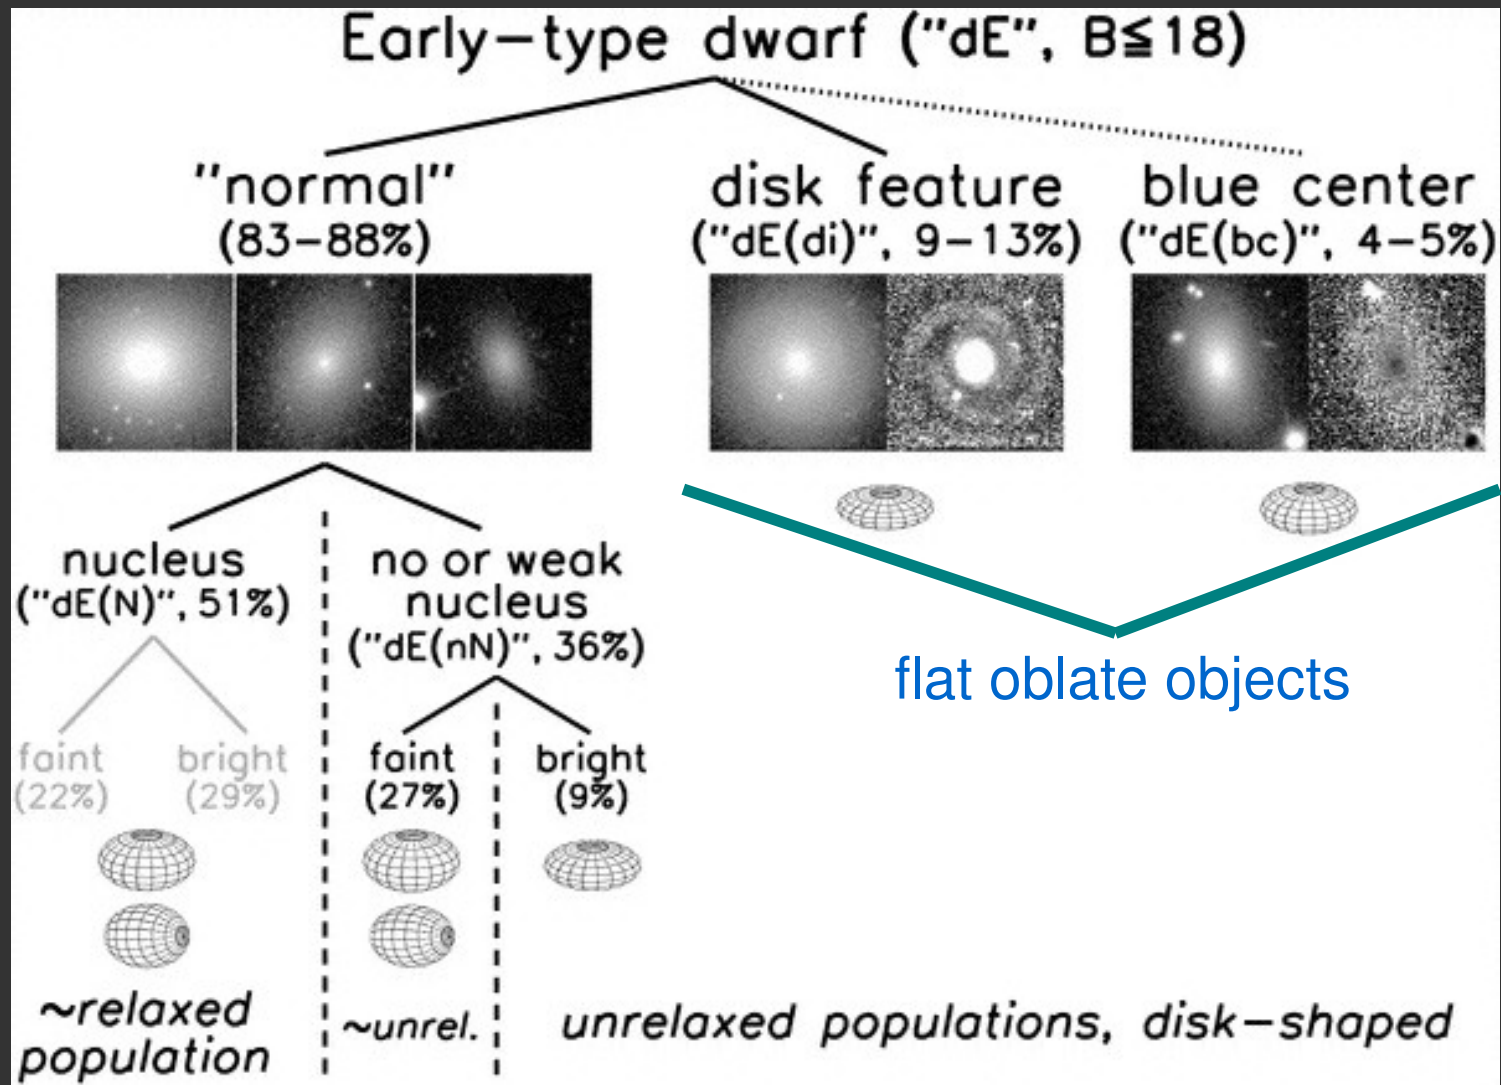 Early-type dwarf ("dE", B≦18)
"normal"
(83-88%)
disk feature
("dE(di)", 9-13%)
blue center
("dE(bc)", 4-5%)
nucleus
("dE(N)", 51%)
no or weak
nucleus
("dE(nN)", 36%)
flat oblate objects
faint
(22%)
bright
(29%)
faint
(27%)
bright
(9%)
~relaxed
population
~unrel.
unrelaxed populations, disk-shaped